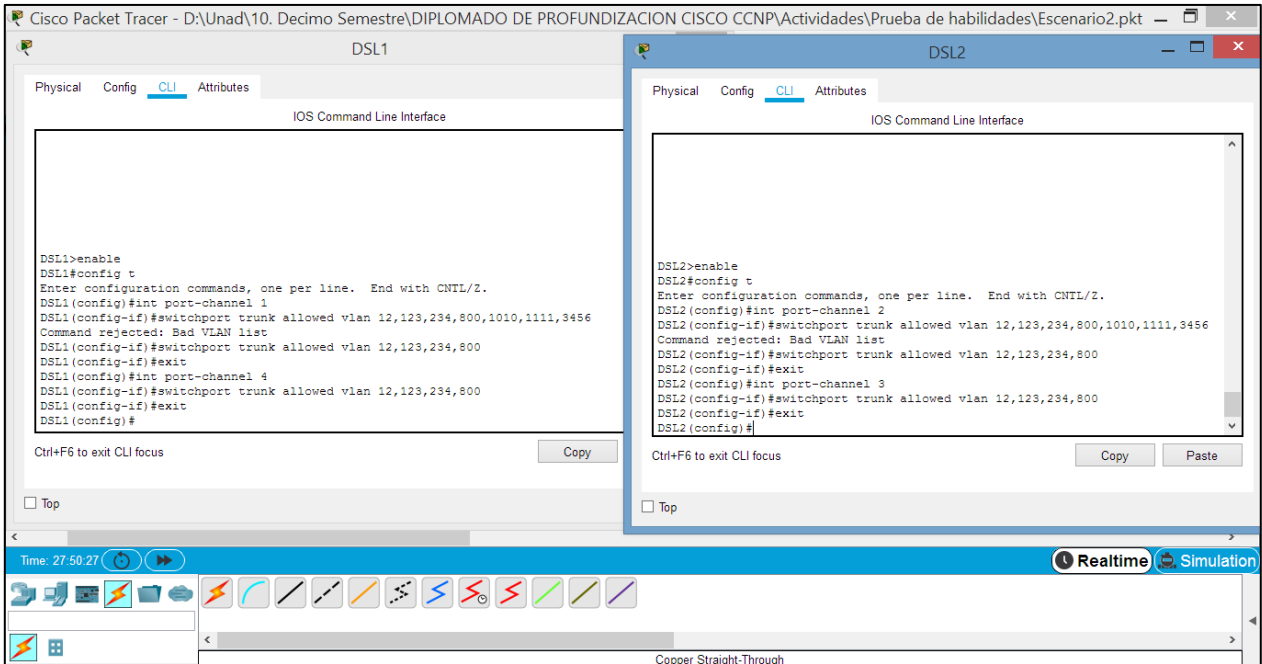 Cisco Packet Tracer - D:\Unad\10. Decimo Semestre\DIPLOMADO DE PROFUNDIZACION CISCO CCNP\Actividades\Prueba de habilidades\Escenario2.pkt
DSL1
Physical Config CLI Attributes
IOS Command Line Interface
DSL1>enable
DSL1#config t
Enter configuration commands, one per line. End with CNTL/Z.
DSL1(config)#int port-channel 1
DSL1(config-if)#switchport trunk allowed vlan 12,123,234,800,1010,1111,3456
Command rejected: Bad VLAN list
DSL1(config-if)#switchport trunk allowed vlan 12,123,234,800
DSL1(config-if)#exit
DSL1(config)#int port-channel 4
DSL1(config-if)#switchport trunk allowed vlan 12,123,234,800
DSL1(config-if)#exit
DSL1(config)#
Ctrl+F6 to exit CLI focus
Copy
Top
DSL2
Physical Config CLI Attributes
IOS Command Line Interface
DSL2>enable
DSL2#config t
Enter configuration commands, one per line. End with CNTL/Z.
DSL2(config)#int port-channel 2
DSL2(config-if)#switchport trunk allowed vlan 12,123,234,800,1010,1111,3456
Command rejected: Bad VLAN list
DSL2(config-if)#switchport trunk allowed vlan 12,123,234,800
DSL2(config-if)#exit
DSL2(config)#int port-channel 3
DSL2(config-if)#switchport trunk allowed vlan 12,123,234,800
DSL2(config-if)#exit
DSL2(config)#
Ctrl+F6 to exit CLI focus
Copy Paste
Top
Time: 27:50:27
Realtime Simulation
Copper Straight-Through